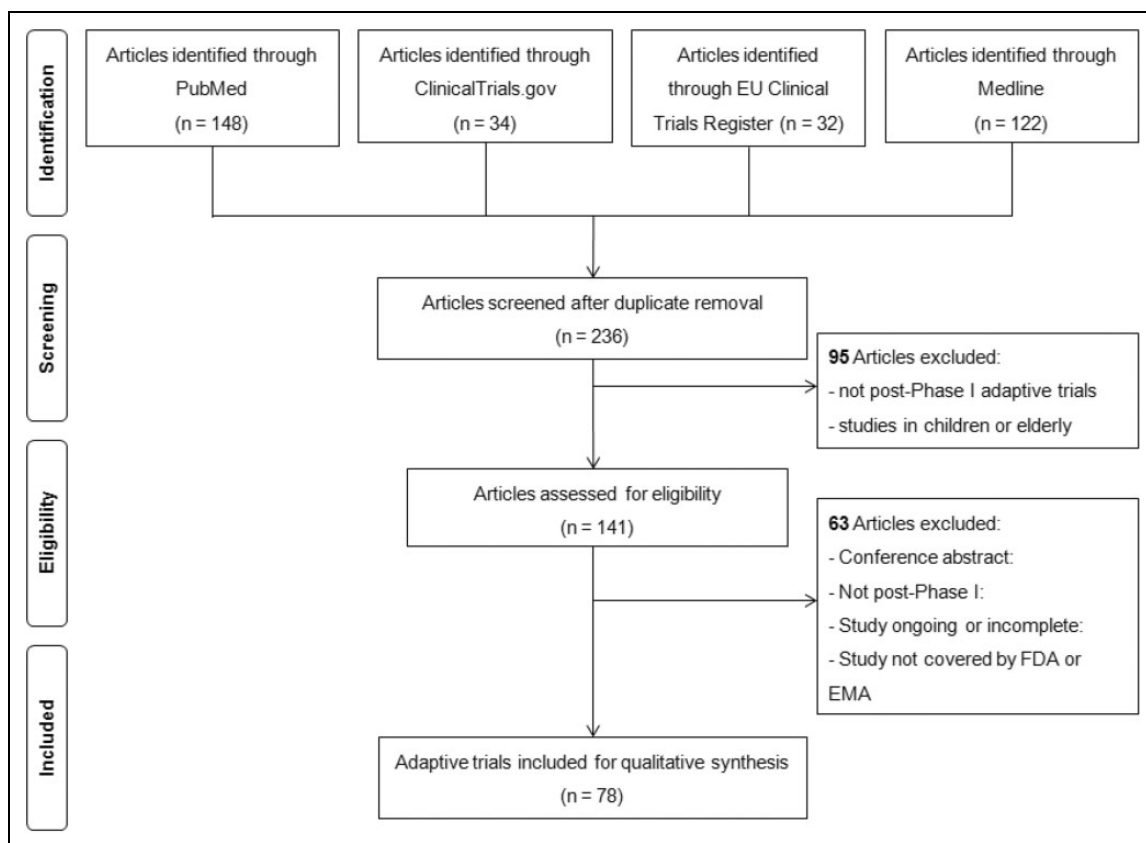 Identification
Articles identified through
PubMed
(n = 148)
Articles identified through
ClinicalTrials.gov
(n = 34)
Articles identified
through EU Clinical
Trials Register (n = 32)
Articles identified through
Medline
(n = 122)
Screening
Articles screened after duplicate removal
(n = 236)
95 Articles excluded:
- not post-Phase I adaptive trials
- studies in children or elderly
Eligibility
Articles assessed for eligibility
(n = 141)
63 Articles excluded:
- Conference abstract:
- Not post-Phase I:
- Study ongoing or incomplete:
- Study not covered by FDA or
EMA
Included
Adaptive trials included for qualitative synthesis
(n = 78)